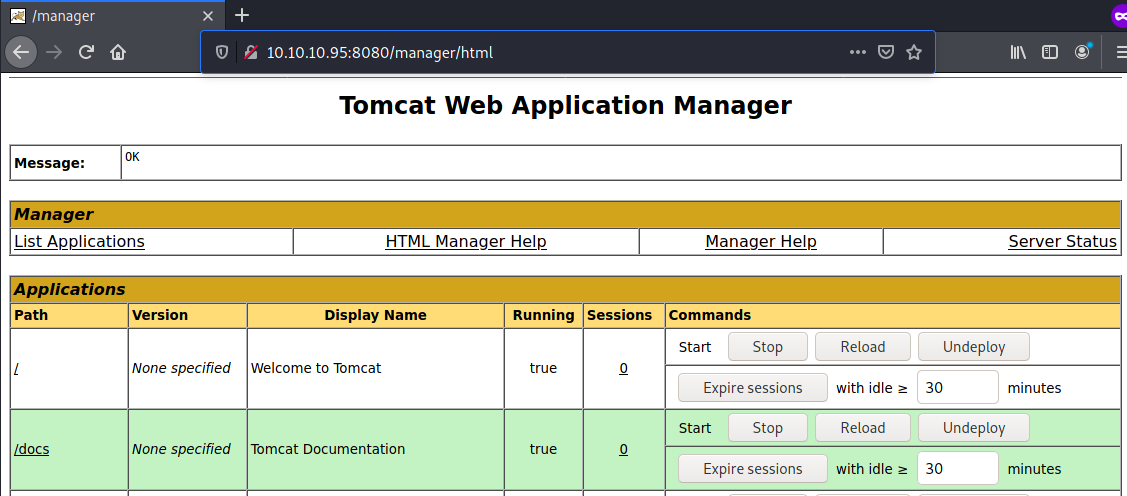 /manager
10.10.10.95:8080/manager/html
Tomcat Web Application Manager
Message: OK
Manager
List Applications HTML Manager Help Manager Help Server Status
Applications
Path Version Display Name Running Sessions Commands
Start Stop Reload Undeploy
/ None specified Welcome to Tomcat true 0
Expire sessions with idle ≥ 30 minutes
Start Stop Reload Undeploy
/docs None specified Tomcat Documentation true 0
Expire sessions with idle ≥ 30 minutes